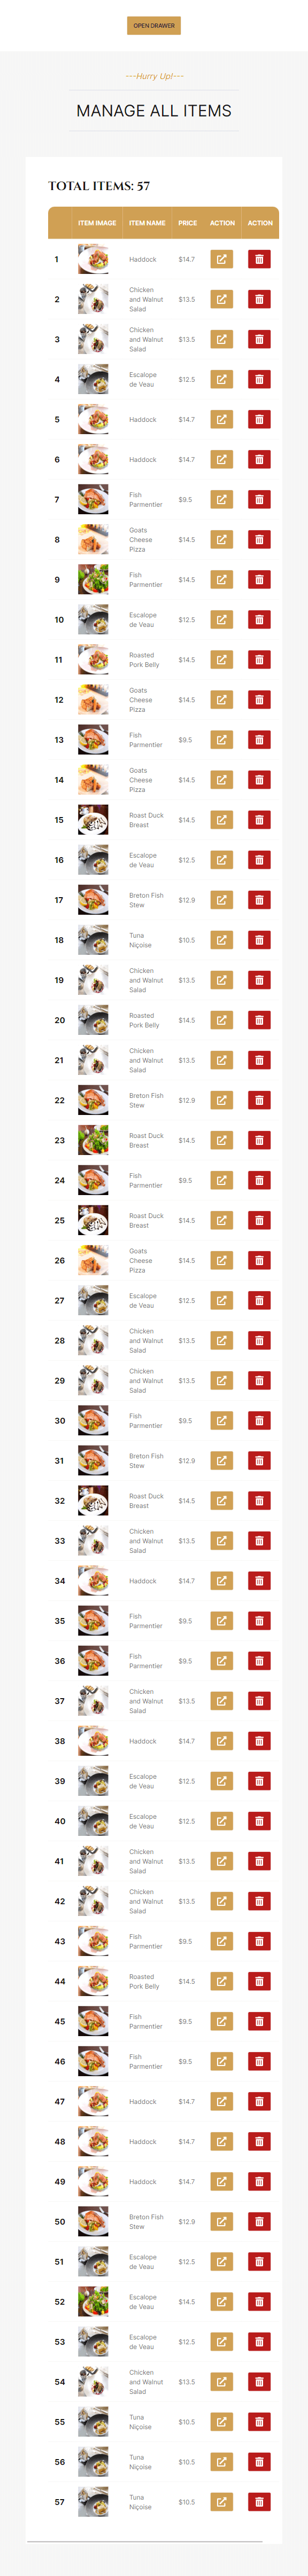 OPEN DRAWER
---Hurry Up!---
MANAGE ALL ITEMS
TOTAL ITEMS: 57
ITEM IMAGE ITEM NAME PRICE ACTION ACTION
1 Haddock $14.7
2 Chicken and Walnut Salad $13.5
3 Chicken and Walnut Salad $13.5
4 Escalope de Veau $12.5
5 Haddock $14.7
6 Haddock $14.7
7 Fish Parmentier $9.5
8 Goats Cheese Pizza $14.5
9 Fish Parmentier $14.5
10 Escalope de Veau $12.5
11 Roasted Pork Belly $14.5
12 Goats Cheese Pizza $14.5
13 Fish Parmentier $9.5
14 Goats Cheese Pizza $14.5
15 Roast Duck Breast $14.5
16 Escalope de Veau $12.5
17 Breton Fish Stew $12.9
18 Tuna Niçoise $10.5
19 Chicken and Walnut Salad $13.5
20 Roasted Pork Belly $14.5
21 Chicken and Walnut Salad $13.5
22 Breton Fish Stew $12.9
23 Roast Duck Breast $14.5
24 Fish Parmentier $9.5
25 Roast Duck Breast $14.5
26 Goats Cheese Pizza $14.5
27 Escalope de Veau $12.5
28 Chicken and Walnut Salad $13.5
29 Chicken and Walnut Salad $13.5
30 Fish Parmentier $9.5
31 Breton Fish Stew $12.9
32 Roast Duck Breast $14.5
33 Chicken and Walnut Salad $13.5
34 Haddock $14.7
35 Fish Parmentier $9.5
36 Fish Parmentier $9.5
37 Chicken and Walnut Salad $13.5
38 Haddock $14.7
39 Escalope de Veau $12.5
40 Escalope de Veau $12.5
41 Chicken and Walnut Salad $13.5
42 Chicken and Walnut Salad $13.5
43 Fish Parmentier $9.5
44 Roasted Pork Belly $14.5
45 Fish Parmentier $9.5
46 Fish Parmentier $9.5
47 Haddock $14.7
48 Haddock $14.7
49 Haddock $14.7
50 Breton Fish Stew $12.9
51 Escalope de Veau $12.5
52 Escalope de Veau $14.5
53 Escalope de Veau $12.5
54 Chicken and Walnut Salad $13.5
55 Tuna Niçoise $10.5
56 Tuna Niçoise $10.5
57 Tuna Niçoise $10.5